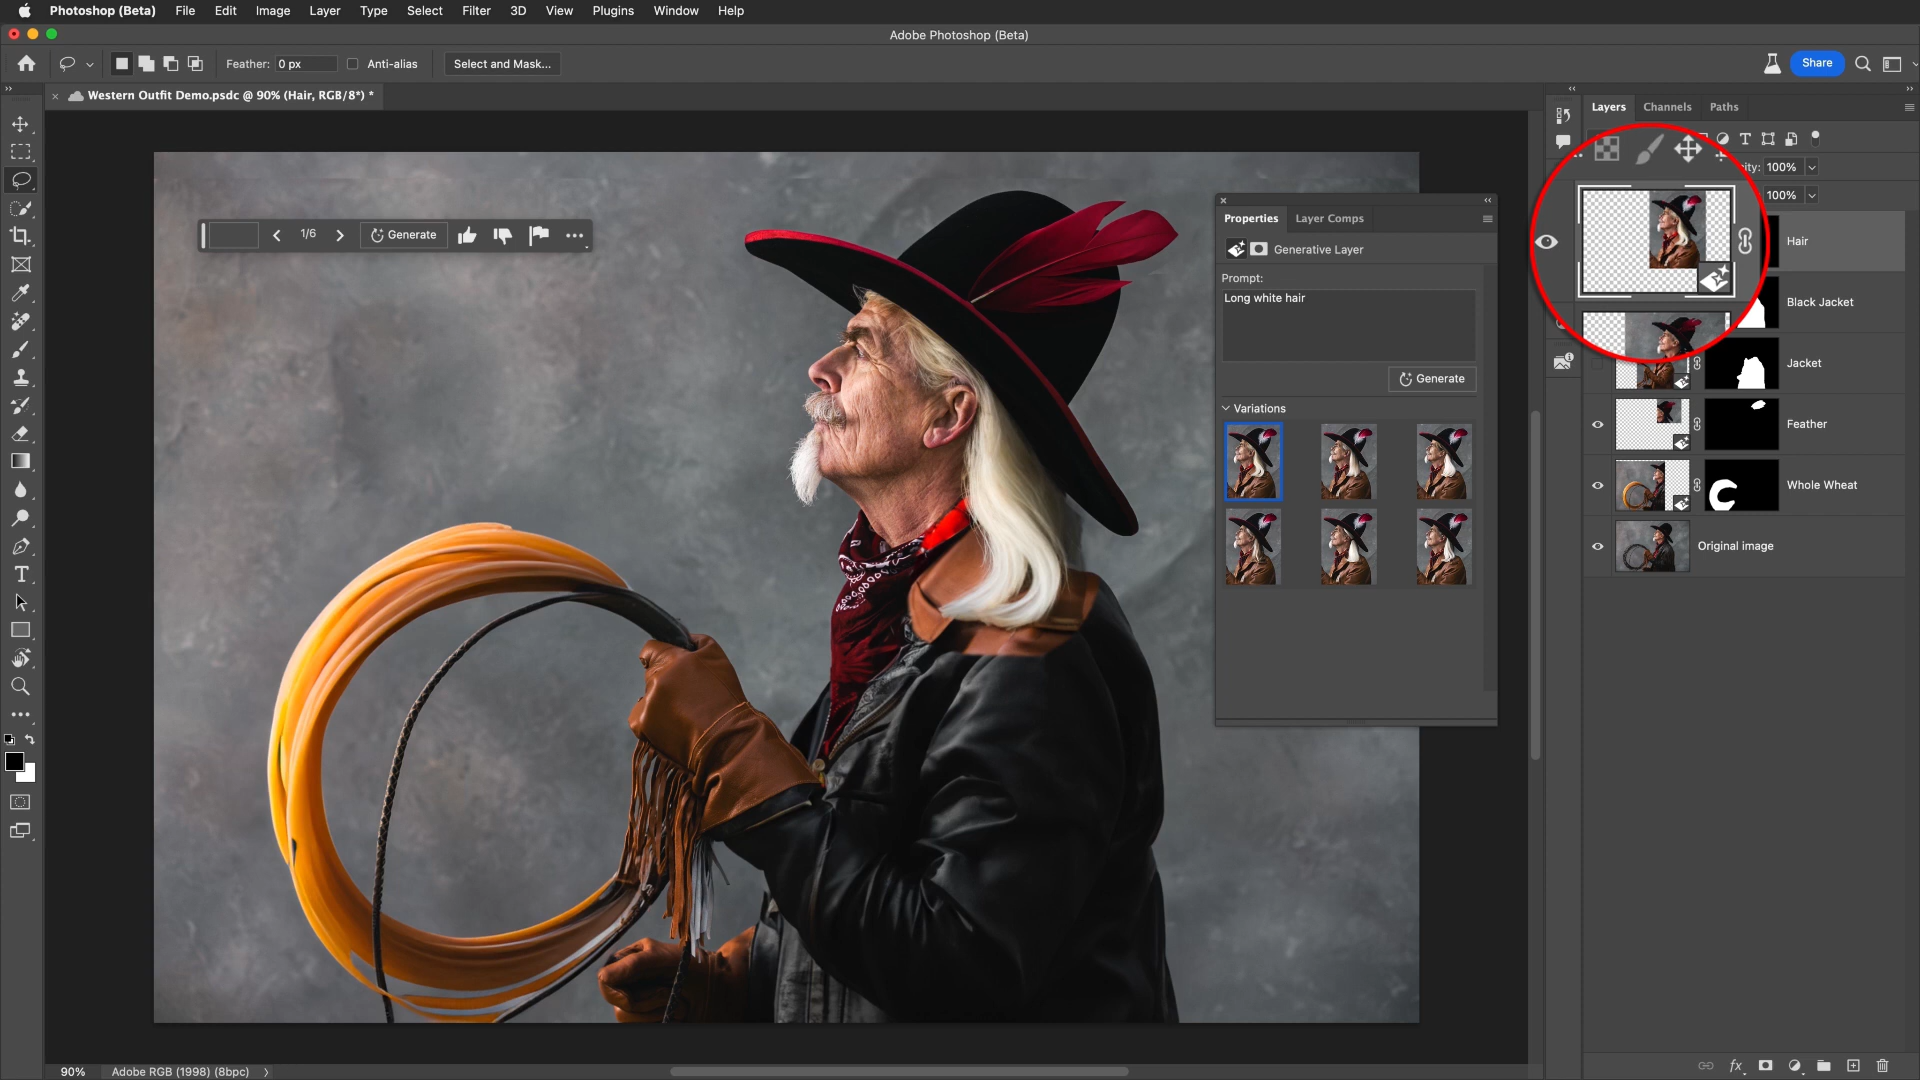 Photoshop (Beta) File Edit Image Layer Type Select Filter 3D View Plugins Window Help
Adobe Photoshop (Beta)
Feather: 0 px Anti-alias Select and Mask... Share
Western Outfit Demo.psdc @ 90% (Hair, RGB/8*) *
Layers Channels Paths
ity: 100%
100%
1/6 Generate
Properties Layer Comps
Generative Layer
Prompt:
Long white hair
Generate
Variations
Hair
Black Jacket
Jacket
Feather
Whole Wheat
Original image
fx
90% Adobe RGB (1998) (8bpc)